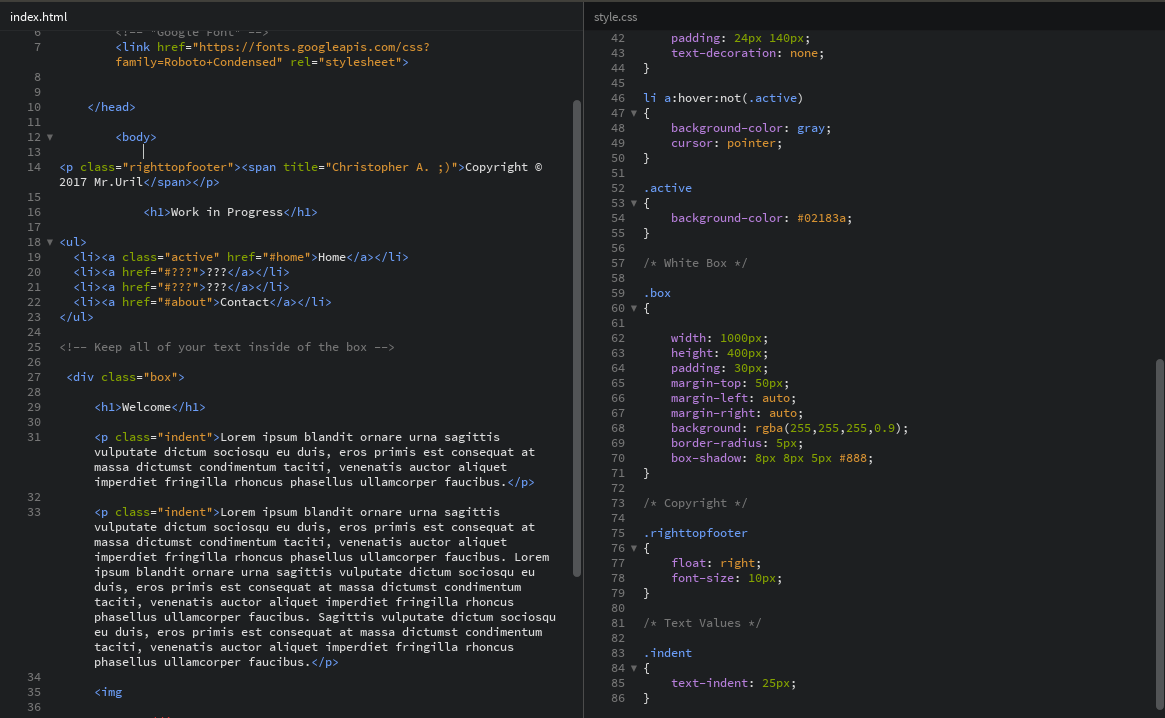 index.html
6 <!-- "Google Font" -->
7 <link href="https://fonts.googleapis.com/css?
family=Roboto+Condensed" rel="stylesheet">
8
9
10 </head>
11
12 <body>
13
14 <p class="righttopfooter"><span title="Christopher A. ;)">Copyright ©
2017 Mr.Uril</span></p>
15
16 <h1>Work in Progress</h1>
17
18 <ul>
19 <li><a class="active" href="#home">Home</a></li>
20 <li><a href="#???">???</a></li>
21 <li><a href="#???">???</a></li>
22 <li><a href="#about">Contact</a></li>
23 </ul>
24
25 <!-- Keep all of your text inside of the box -->
26
27 <div class="box">
28
29 <h1>Welcome</h1>
30
31 <p class="indent">Lorem ipsum blandit ornare urna sagittis
vulputate dictum sociosqu eu duis, eros primis est consequat at
massa dictumst condimentum taciti, venenatis auctor aliquet
imperdiet fringilla rhoncus phasellus ullamcorper faucibus.</p>
32
33 <p class="indent">Lorem ipsum blandit ornare urna sagittis
vulputate dictum sociosqu eu duis, eros primis est consequat at
massa dictumst condimentum taciti, venenatis auctor aliquet
imperdiet fringilla rhoncus phasellus ullamcorper faucibus. Lorem
ipsum blandit ornare urna sagittis vulputate dictum sociosqu eu
duis, eros primis est consequat at massa dictumst condimentum
taciti, venenatis auctor aliquet imperdiet fringilla rhoncus
phasellus ullamcorper faucibus. Sagittis vulputate dictum sociosqu
eu duis, eros primis est consequat at massa dictumst condimentum
taciti, venenatis auctor aliquet imperdiet fringilla rhoncus
phasellus ullamcorper faucibus.</p>
34
35 <img
36
style.css
42 padding: 24px 140px;
43 text-decoration: none;
44 }
45
46 li a:hover:not(.active)
47 {
48 background-color: gray;
49 cursor: pointer;
50 }
51
52 .active
53 {
54 background-color: #02183a;
55 }
56
57 /* White Box */
58
59 .box
60 {
61
62 width: 1000px;
63 height: 400px;
64 padding: 30px;
65 margin-top: 50px;
66 margin-left: auto;
67 margin-right: auto;
68 background: rgba(255,255,255,0.9);
69 border-radius: 5px;
70 box-shadow: 8px 8px 5px #888;
71 }
72
73 /* Copyright */
74
75 .righttopfooter
76 {
77 float: right;
78 font-size: 10px;
79 }
80
81 /* Text Values */
82
83 .indent
84 {
85 text-indent: 25px;
86 }